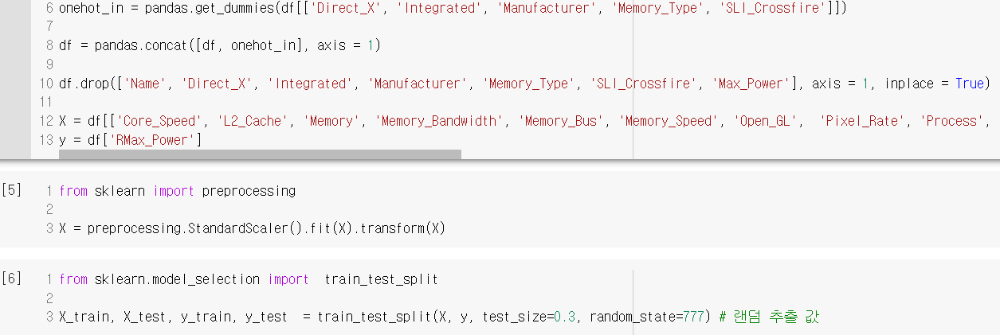 6 onehot_in = pandas.get_dummies(df[['Direct_X', 'Integrated', 'Manufacturer', 'Memory_Type', 'SLI_Crossfire']])
7
8 df = pandas.concat([df, onehot_in], axis = 1)
9
10 df.drop(['Name', 'Direct_X', 'Integrated', 'Manufacturer', 'Memory_Type', 'SLI_Crossfire', 'Max_Power'], axis = 1, inplace = True)
11
12 X = df[['Core_Speed', 'L2_Cache', 'Memory', 'Memory_Bandwidth', 'Memory_Bus', 'Memory_Speed', 'Open_GL',  'Pixel_Rate', 'Process',
13 y = df['RMax_Power']
[5] 1 from sklearn import preprocessing
2
3 X = preprocessing.StandardScaler().fit(X).transform(X)
[6] 1 from sklearn.model_selection import  train_test_split
2
3 X_train, X_test, y_train, y_test  = train_test_split(X, y, test_size=0.3, random_state=777) # 랜덤 추출 값